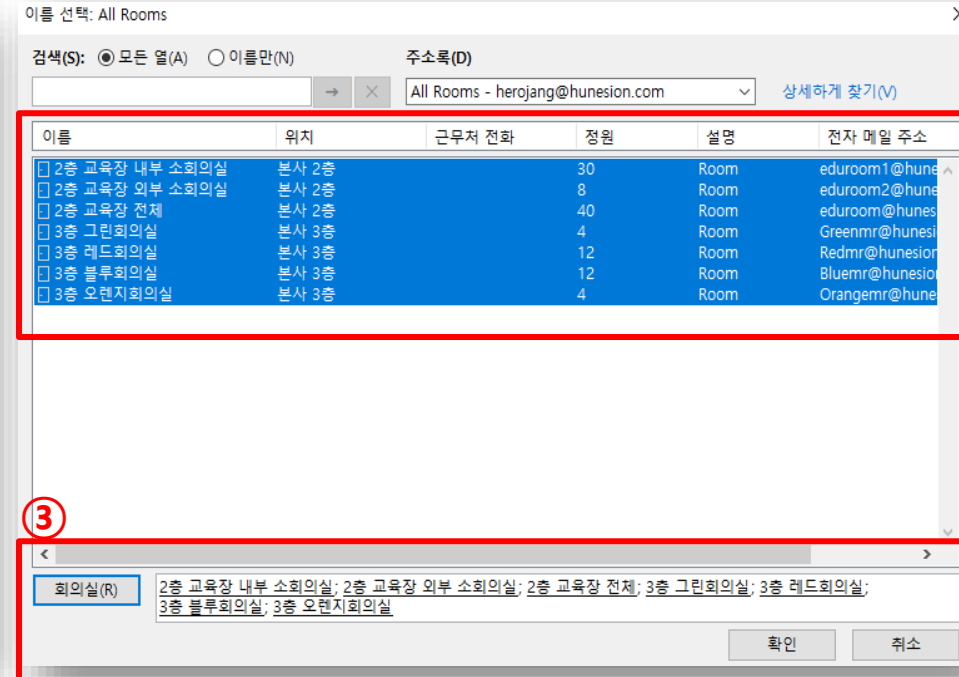 이름 선택: All Rooms
검색(S): 모든 열(A) 이름만(N) 주소록(D)
All Rooms - herojang@hunesion.com 상세하게 찾기(V)
이름 위치 근무처 전화 정원 설명 전자 메일 주소
2층 교육장 내부 소회의실 본사 2층 30 Room eduroom1@hune
2층 교육장 외부 소회의실 본사 2층 8 Room eduroom2@hune
2층 교육장 전체 본사 2층 40 Room eduroom@hunes
3층 그린회의실 본사 3층 4 Room Greenmr@hunesi
3층 레드회의실 본사 3층 12 Room Redmr@hunesion
3층 블루회의실 본사 3층 12 Room Bluemr@hunesion
3층 오렌지회의실 본사 3층 4 Room Orangemr@hune
③
회의실(R) 2층 교육장 내부 소회의실; 2층 교육장 외부 소회의실; 2층 교육장 전체; 3층 그린회의실; 3층 레드회의실;
3층 블루회의실; 3층 오렌지회의실
확인 취소